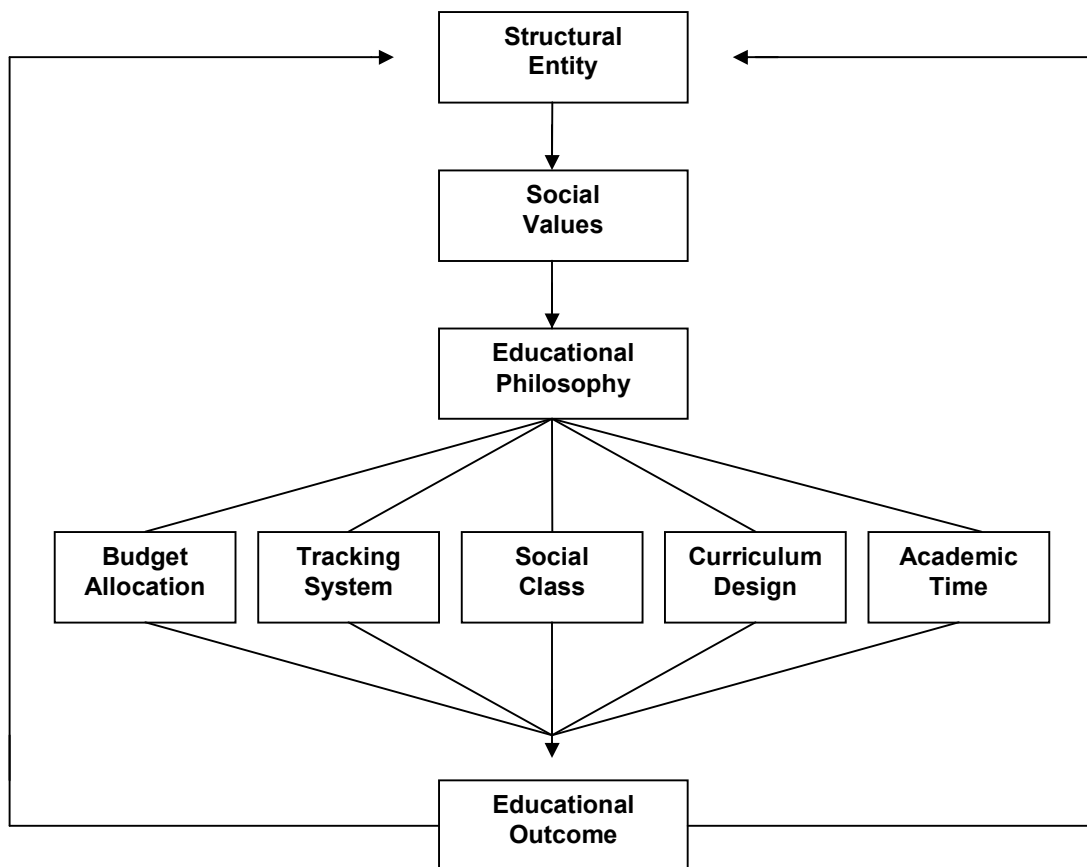 Structural
Entity
Social
Values
Educational
Philosophy
Budget
Allocation
Tracking
System
Social
Class
Curriculum
Design
Academic
Time
Educational
Outcome